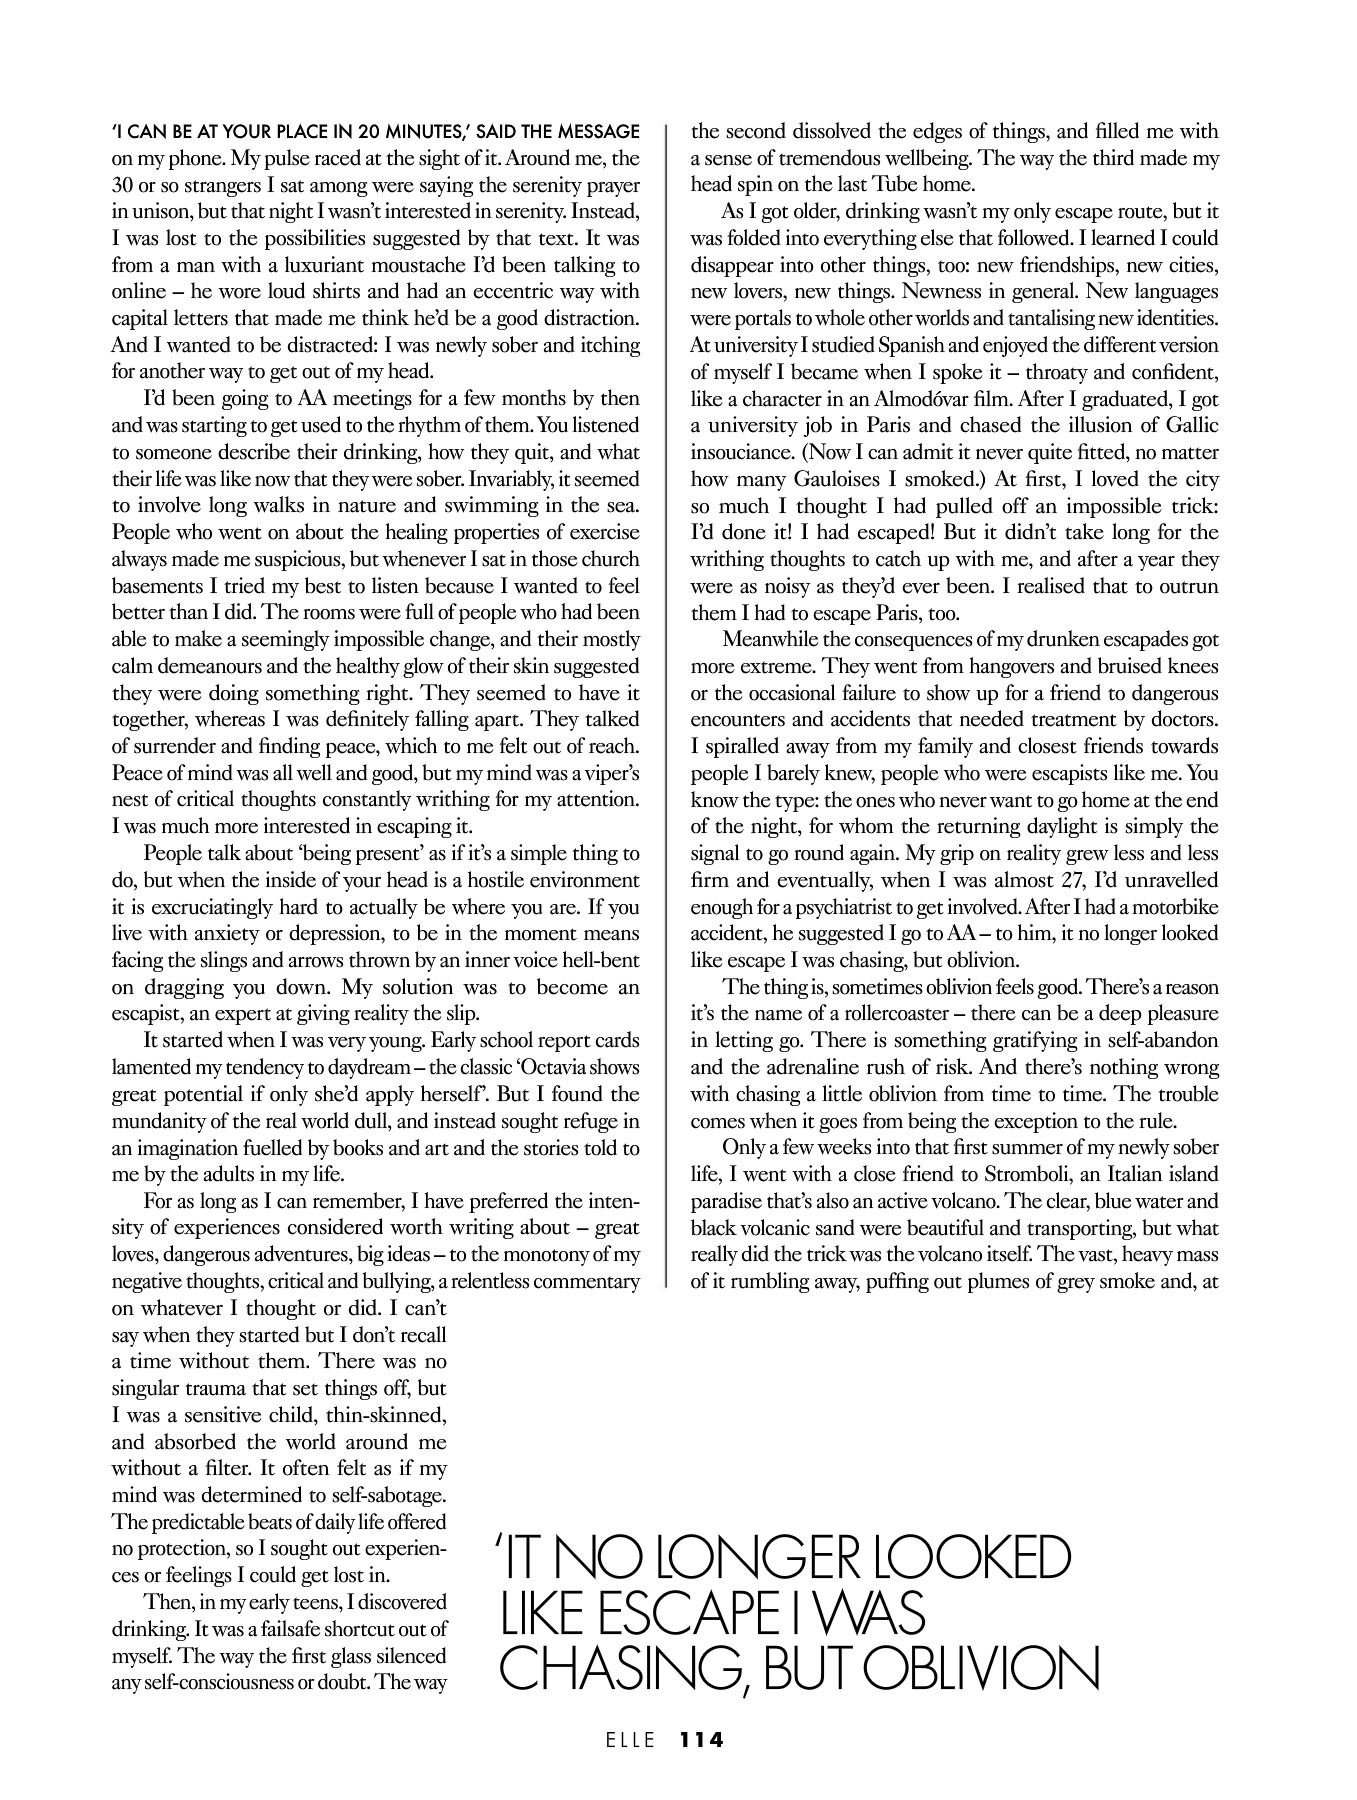 ‘I CAN BE AT YOUR PLACE IN 20 MINUTES,’ SAID THE MESSAGE
on my phone. My pulse raced at the sight of it. Around me, the
30 or so strangers I sat among were saying the serenity prayer
in unison, but that night I wasn’t interested in serenity. Instead,
I was lost to the possibilities suggested by that text. It was
from a man with a luxuriant moustache I’d been talking to
online – he wore loud shirts and had an eccentric way with
capital letters that made me think he’d be a good distraction.
And I wanted to be distracted: I was newly sober and itching
for another way to get out of my head.
I’d been going to AA meetings for a few months by then
and was starting to get used to the rhythm of them. You listened
to someone describe their drinking, how they quit, and what
their life was like now that they were sober. Invariably, it seemed
to involve long walks in nature and swimming in the sea.
People who went on about the healing properties of exercise
always made me suspicious, but whenever I sat in those church
basements I tried my best to listen because I wanted to feel
better than I did. The rooms were full of people who had been
able to make a seemingly impossible change, and their mostly
calm demeanours and the healthy glow of their skin suggested
they were doing something right. They seemed to have it
together, whereas I was definitely falling apart. They talked
of surrender and finding peace, which to me felt out of reach.
Peace of mind was all well and good, but my mind was a viper’s
nest of critical thoughts constantly writhing for my attention.
I was much more interested in escaping it.
People talk about ‘being present’ as if it’s a simple thing to
do, but when the inside of your head is a hostile environment
it is excruciatingly hard to actually be where you are. If you
live with anxiety or depression, to be in the moment means
facing the slings and arrows thrown by an inner voice hell-bent
on dragging you down. My solution was to become an
escapist, an expert at giving reality the slip.
It started when I was very young. Early school report cards
lamented my tendency to daydream – the classic ‘Octavia shows
great potential if only she’d apply herself’. But I found the
mundanity of the real world dull, and instead sought refuge in
an imagination fuelled by books and art and the stories told to
me by the adults in my life.
For as long as I can remember, I have preferred the inten-
sity of experiences considered worth writing about – great
loves, dangerous adventures, big ideas – to the monotony of my
negative thoughts, critical and bullying, a relentless commentary
on whatever I thought or did. I can’t
say when they started but I don’t recall
a time without them. There was no
singular trauma that set things off, but
I was a sensitive child, thin-skinned,
and absorbed the world around me
without a filter. It often felt as if my
mind was determined to self-sabotage.
The predictable beats of daily life offered
no protection, so I sought out experien-
ces or feelings I could get lost in.
Then, in my early teens, I discovered
drinking. It was a failsafe shortcut out of
myself. The way the first glass silenced
any self-consciousness or doubt. The way
the second dissolved the edges of things, and filled me with
a sense of tremendous wellbeing. The way the third made my
head spin on the last Tube home.
As I got older, drinking wasn’t my only escape route, but it
was folded into everything else that followed. I learned I could
disappear into other things, too: new friendships, new cities,
new lovers, new things. Newness in general. New languages
were portals to whole other worlds and tantalising new identities.
At university I studied Spanish and enjoyed the different version
of myself I became when I spoke it – throaty and confident,
like a character in an Almodóvar film. After I graduated, I got
a university job in Paris and chased the illusion of Gallic
insouciance. (Now I can admit it never quite fitted, no matter
how many Gauloises I smoked.) At first, I loved the city
so much I thought I had pulled off an impossible trick:
I’d done it! I had escaped! But it didn’t take long for the
writhing thoughts to catch up with me, and after a year they
were as noisy as they’d ever been. I realised that to outrun
them I had to escape Paris, too.
Meanwhile the consequences of my drunken escapades got
more extreme. They went from hangovers and bruised knees
or the occasional failure to show up for a friend to dangerous
encounters and accidents that needed treatment by doctors.
I spiralled away from my family and closest friends towards
people I barely knew, people who were escapists like me. You
know the type: the ones who never want to go home at the end
of the night, for whom the returning daylight is simply the
signal to go round again. My grip on reality grew less and less
firm and eventually, when I was almost 27, I’d unravelled
enough for a psychiatrist to get involved. After I had a motorbike
accident, he suggested I go to AA – to him, it no longer looked
like escape I was chasing, but oblivion.
The thing is, sometimes oblivion feels good. There’s a reason
it’s the name of a rollercoaster – there can be a deep pleasure
in letting go. There is something gratifying in self-abandon
and the adrenaline rush of risk. And there’s nothing wrong
with chasing a little oblivion from time to time. The trouble
comes when it goes from being the exception to the rule.
Only a few weeks into that first summer of my newly sober
life, I went with a close friend to Stromboli, an Italian island
paradise that’s also an active volcano. The clear, blue water and
black volcanic sand were beautiful and transporting, but what
really did the trick was the volcano itself. The vast, heavy mass
of it rumbling away, puffing out plumes of grey smoke and, at
‘IT NO LONGER LOOKED
LIKE ESCAPE I WAS
CHASING, BUT OBLIVION
ELLE 114